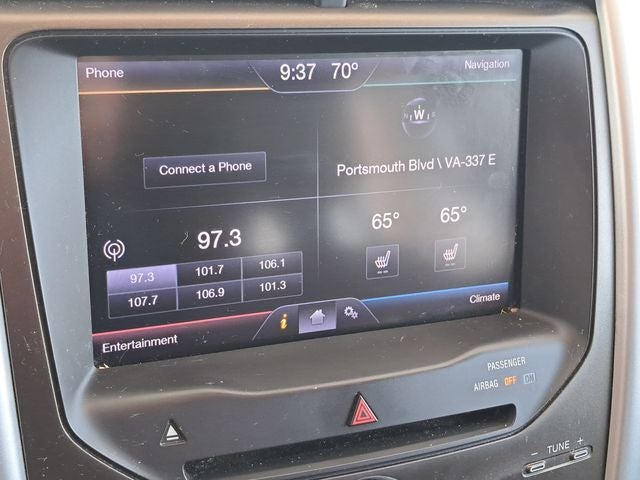 Phone
9:37 70°
Navigation
W
Connect a Phone
Portsmouth Blvd \ VA-337 E
97.3
65° 65°
97.3 101.7 106.1
107.7 106.9 101.3
Entertainment
i
Climate
PASSENGER
AIRBAG OFF ON
- TUNE +